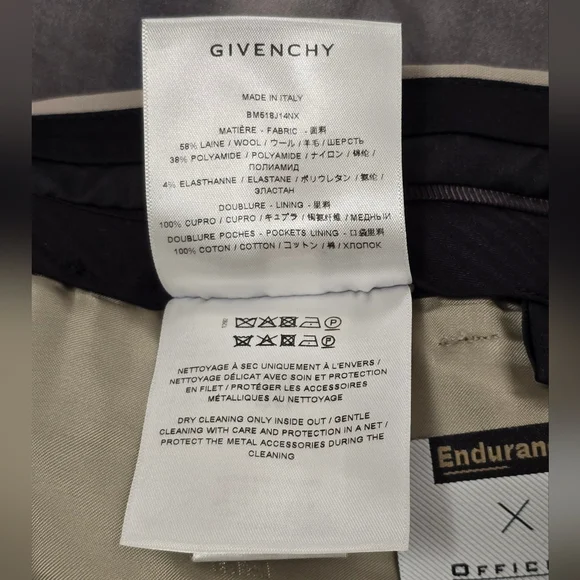 GIVENCHY
MADE IN ITALY
BM518J14NX
MATIÈRE - FABRIC - 面料
58% LAINE / WOOL / ウール / 羊毛 / ШЕРСТЬ
38% POLYAMIDE / POLYAMIDE / ナイロン / 锦纶 /
ПОЛИАМИД
4% ELASTHANNE / ELASTANE / ポリウレタン / 氨纶 /
ЭЛАСТАН
DOUBLURE - LINING - 里料
100% CUPRO / CUPRO / キュプラ / 铜氨纤维 / МЕДНЫЙ
DOUBLURE POCHES - POCKETS LINING - 口袋里料
100% COTON / COTTON / コットン / 棉 / ХЛОПОК
NETTOYAGE À SEC UNIQUEMENT À L'ENVERS /
NETTOYAGE DÉLICAT AVEC SOIN ET PROTECTION
EN FILET / PROTÉGER LES ACCESSOIRES
MÉTALLIQUES AU NETTOYAGE
DRY CLEANING ONLY INSIDE OUT / GENTLE
CLEANING WITH CARE AND PROTECTION IN A NET /
PROTECT THE METAL ACCESSORIES DURING THE
CLEANING
Enduran
X
OFFIC